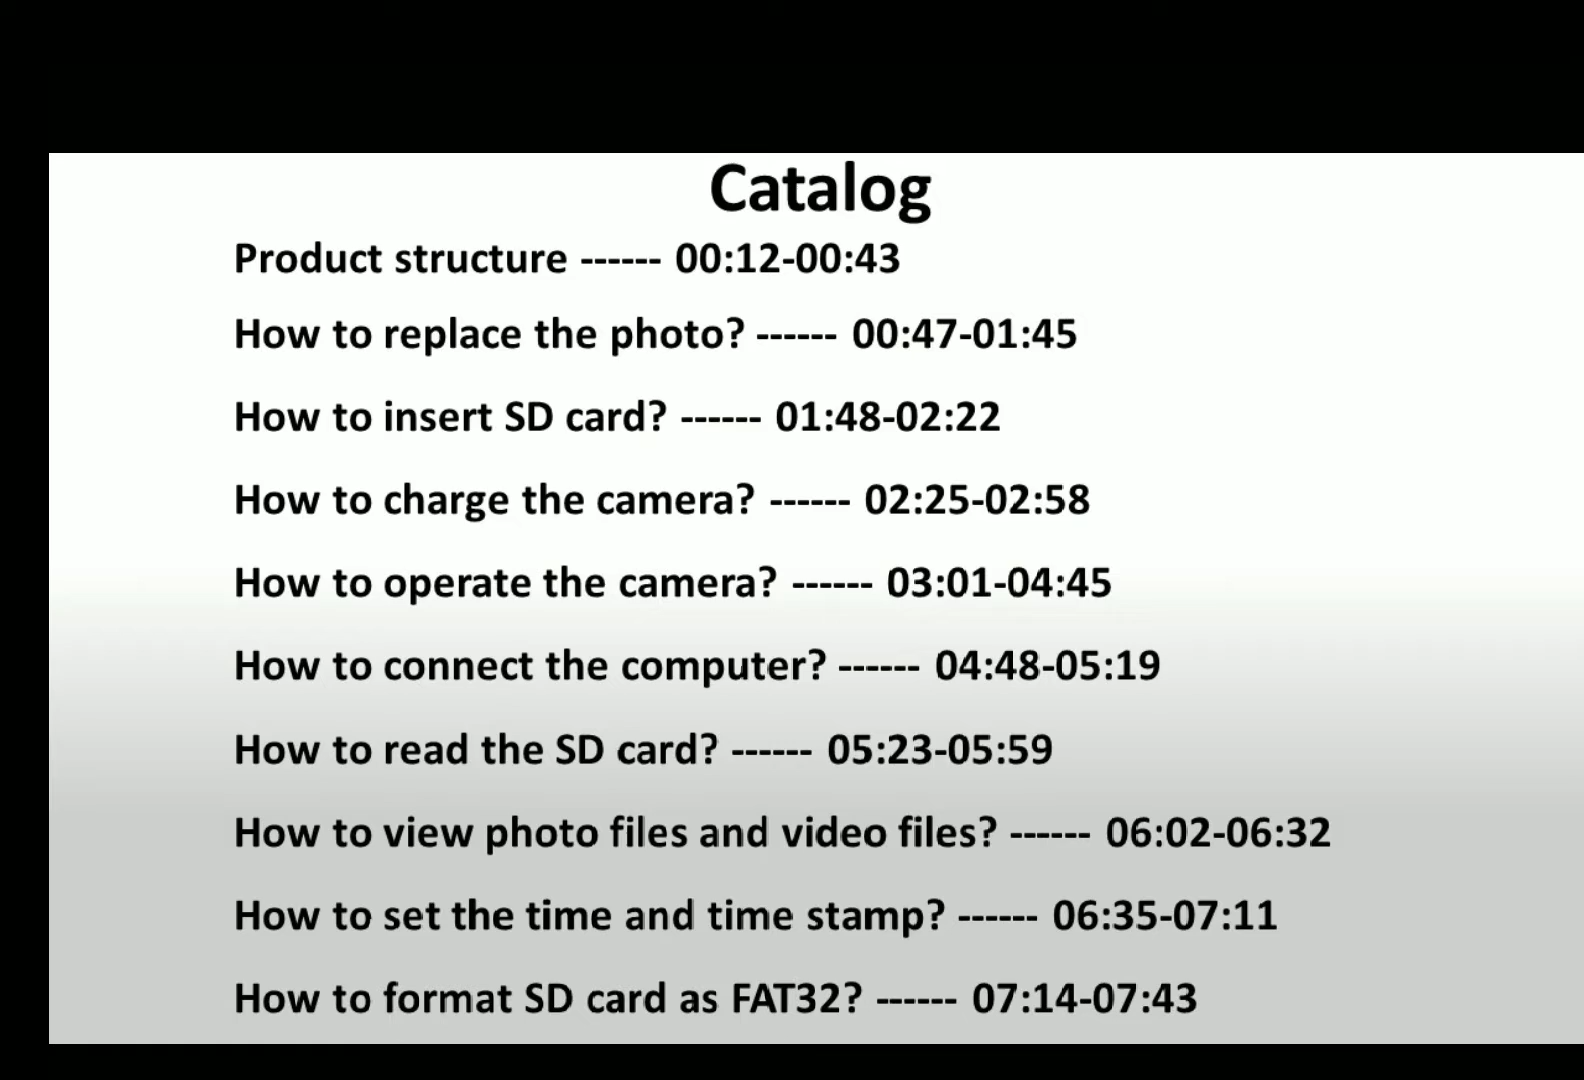 Catalog
Product structure ------ 00:12-00:43
How to replace the photo? ------ 00:47-01:45
How to insert SD card? ------ 01:48-02:22
How to charge the camera? ------ 02:25-02:58
How to operate the camera? ------ 03:01-04:45
How to connect the computer? ------ 04:48-05:19
How to read the SD card? ------ 05:23-05:59
How to view photo files and video files? ------ 06:02-06:32
How to set the time and time stamp? ------ 06:35-07:11
How to format SD card as FAT32? ------ 07:14-07:43